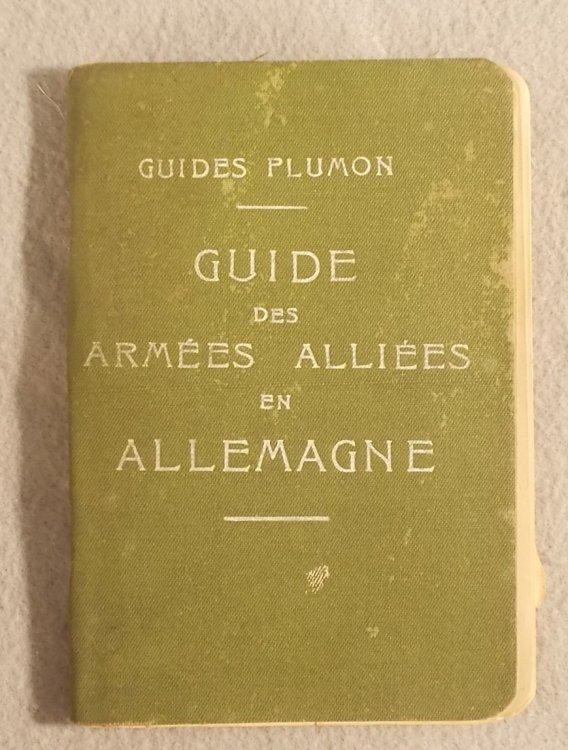 GUIDES PLUMON
GUIDE
DES
ARMÉES ALLIÉES
EN
ALLEMAGNE